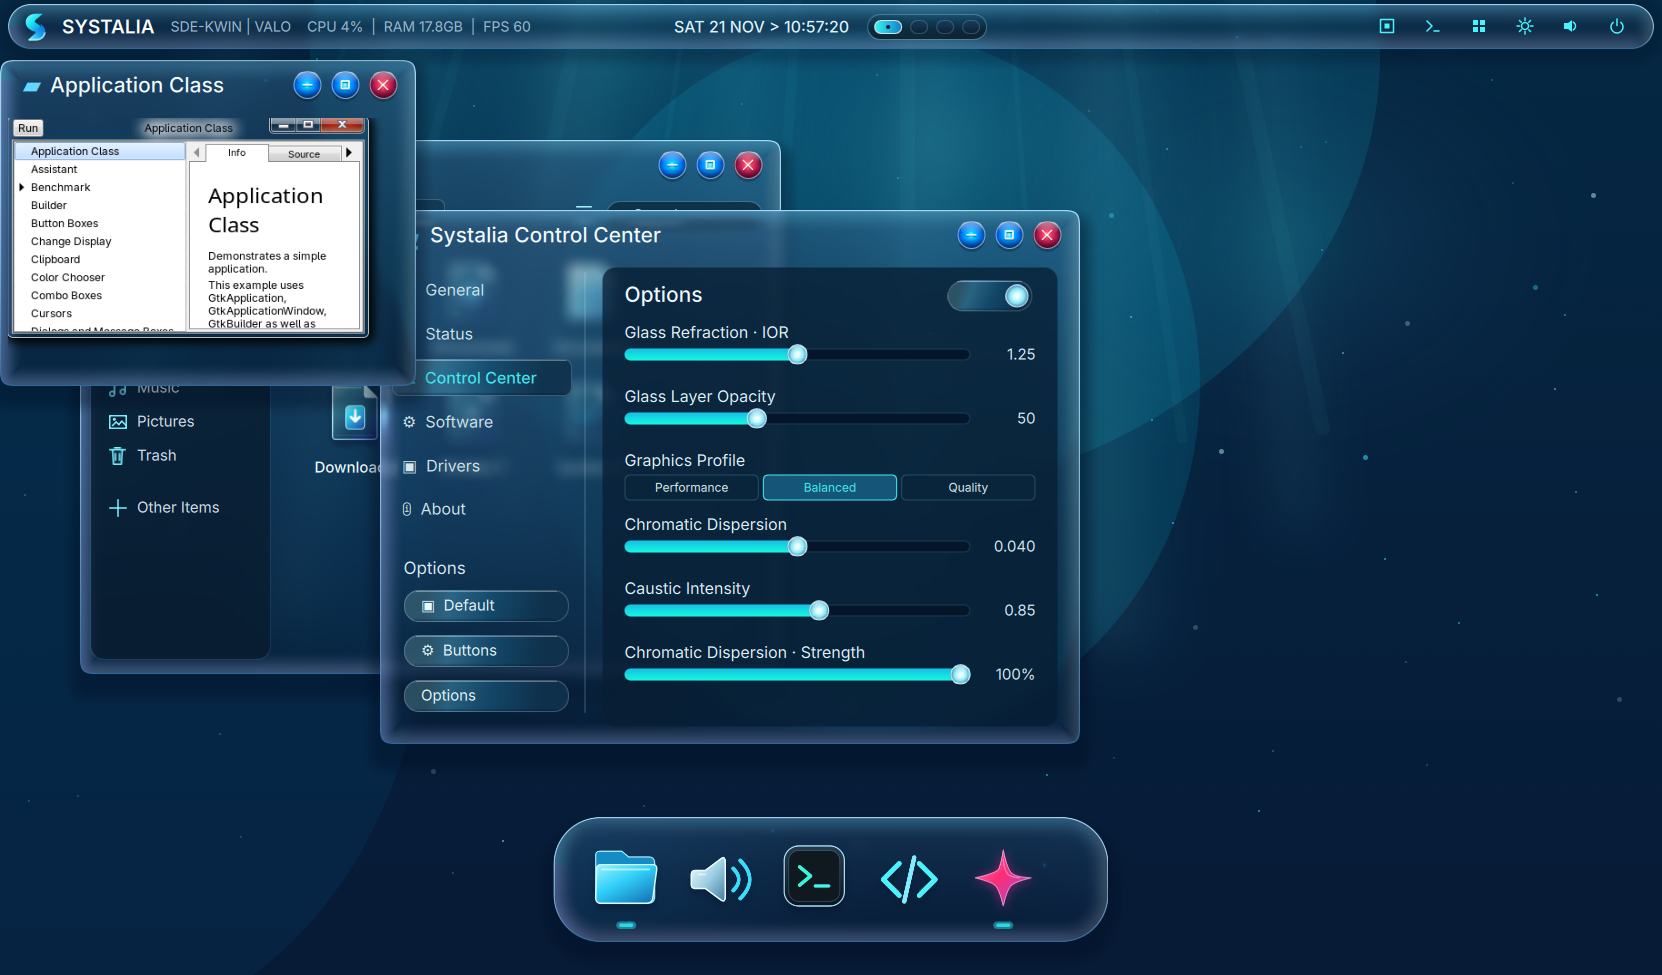 SYSTALIA SDE-KWIN | VALO CPU 4% | RAM 17.8GB | FPS 60
SAT 21 NOV > 10:57:20
Application Class
Run
Application Class
Application Class
Assistant
Benchmark
Builder
Button Boxes
Change Display
Clipboard
Color Chooser
Combo Boxes
Cursors
Dialogs and Message Boxes
Info
Source
Application
Class
Demonstrates a simple
application.
This example uses
GtkApplication,
GtkApplicationWindow,
GtkBuilder as well as
Music
Pictures
Trash
Other Items
Systalia Control Center
General
Status
Control Center
Software
Drivers
About
Options
Default
Buttons
Options
Options
Glass Refraction · IOR
1.25
Glass Layer Opacity
50
Graphics Profile
Performance
Balanced
Quality
Chromatic Dispersion
0.040
Caustic Intensity
0.85
Chromatic Dispersion · Strength
100%